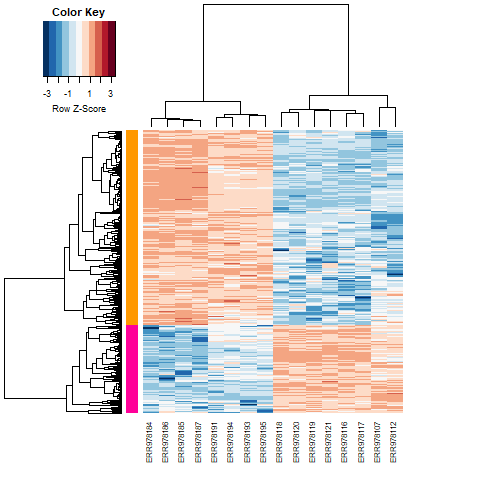 Color Key
-3 -1 1 3
Row Z-Score
ERR978184
ERR978186
ERR978185
ERR978187
ERR978191
ERR978194
ERR978193
ERR978195
ERR978118
ERR978120
ERR978119
ERR978121
ERR978116
ERR978117
ERR978107
ERR978112